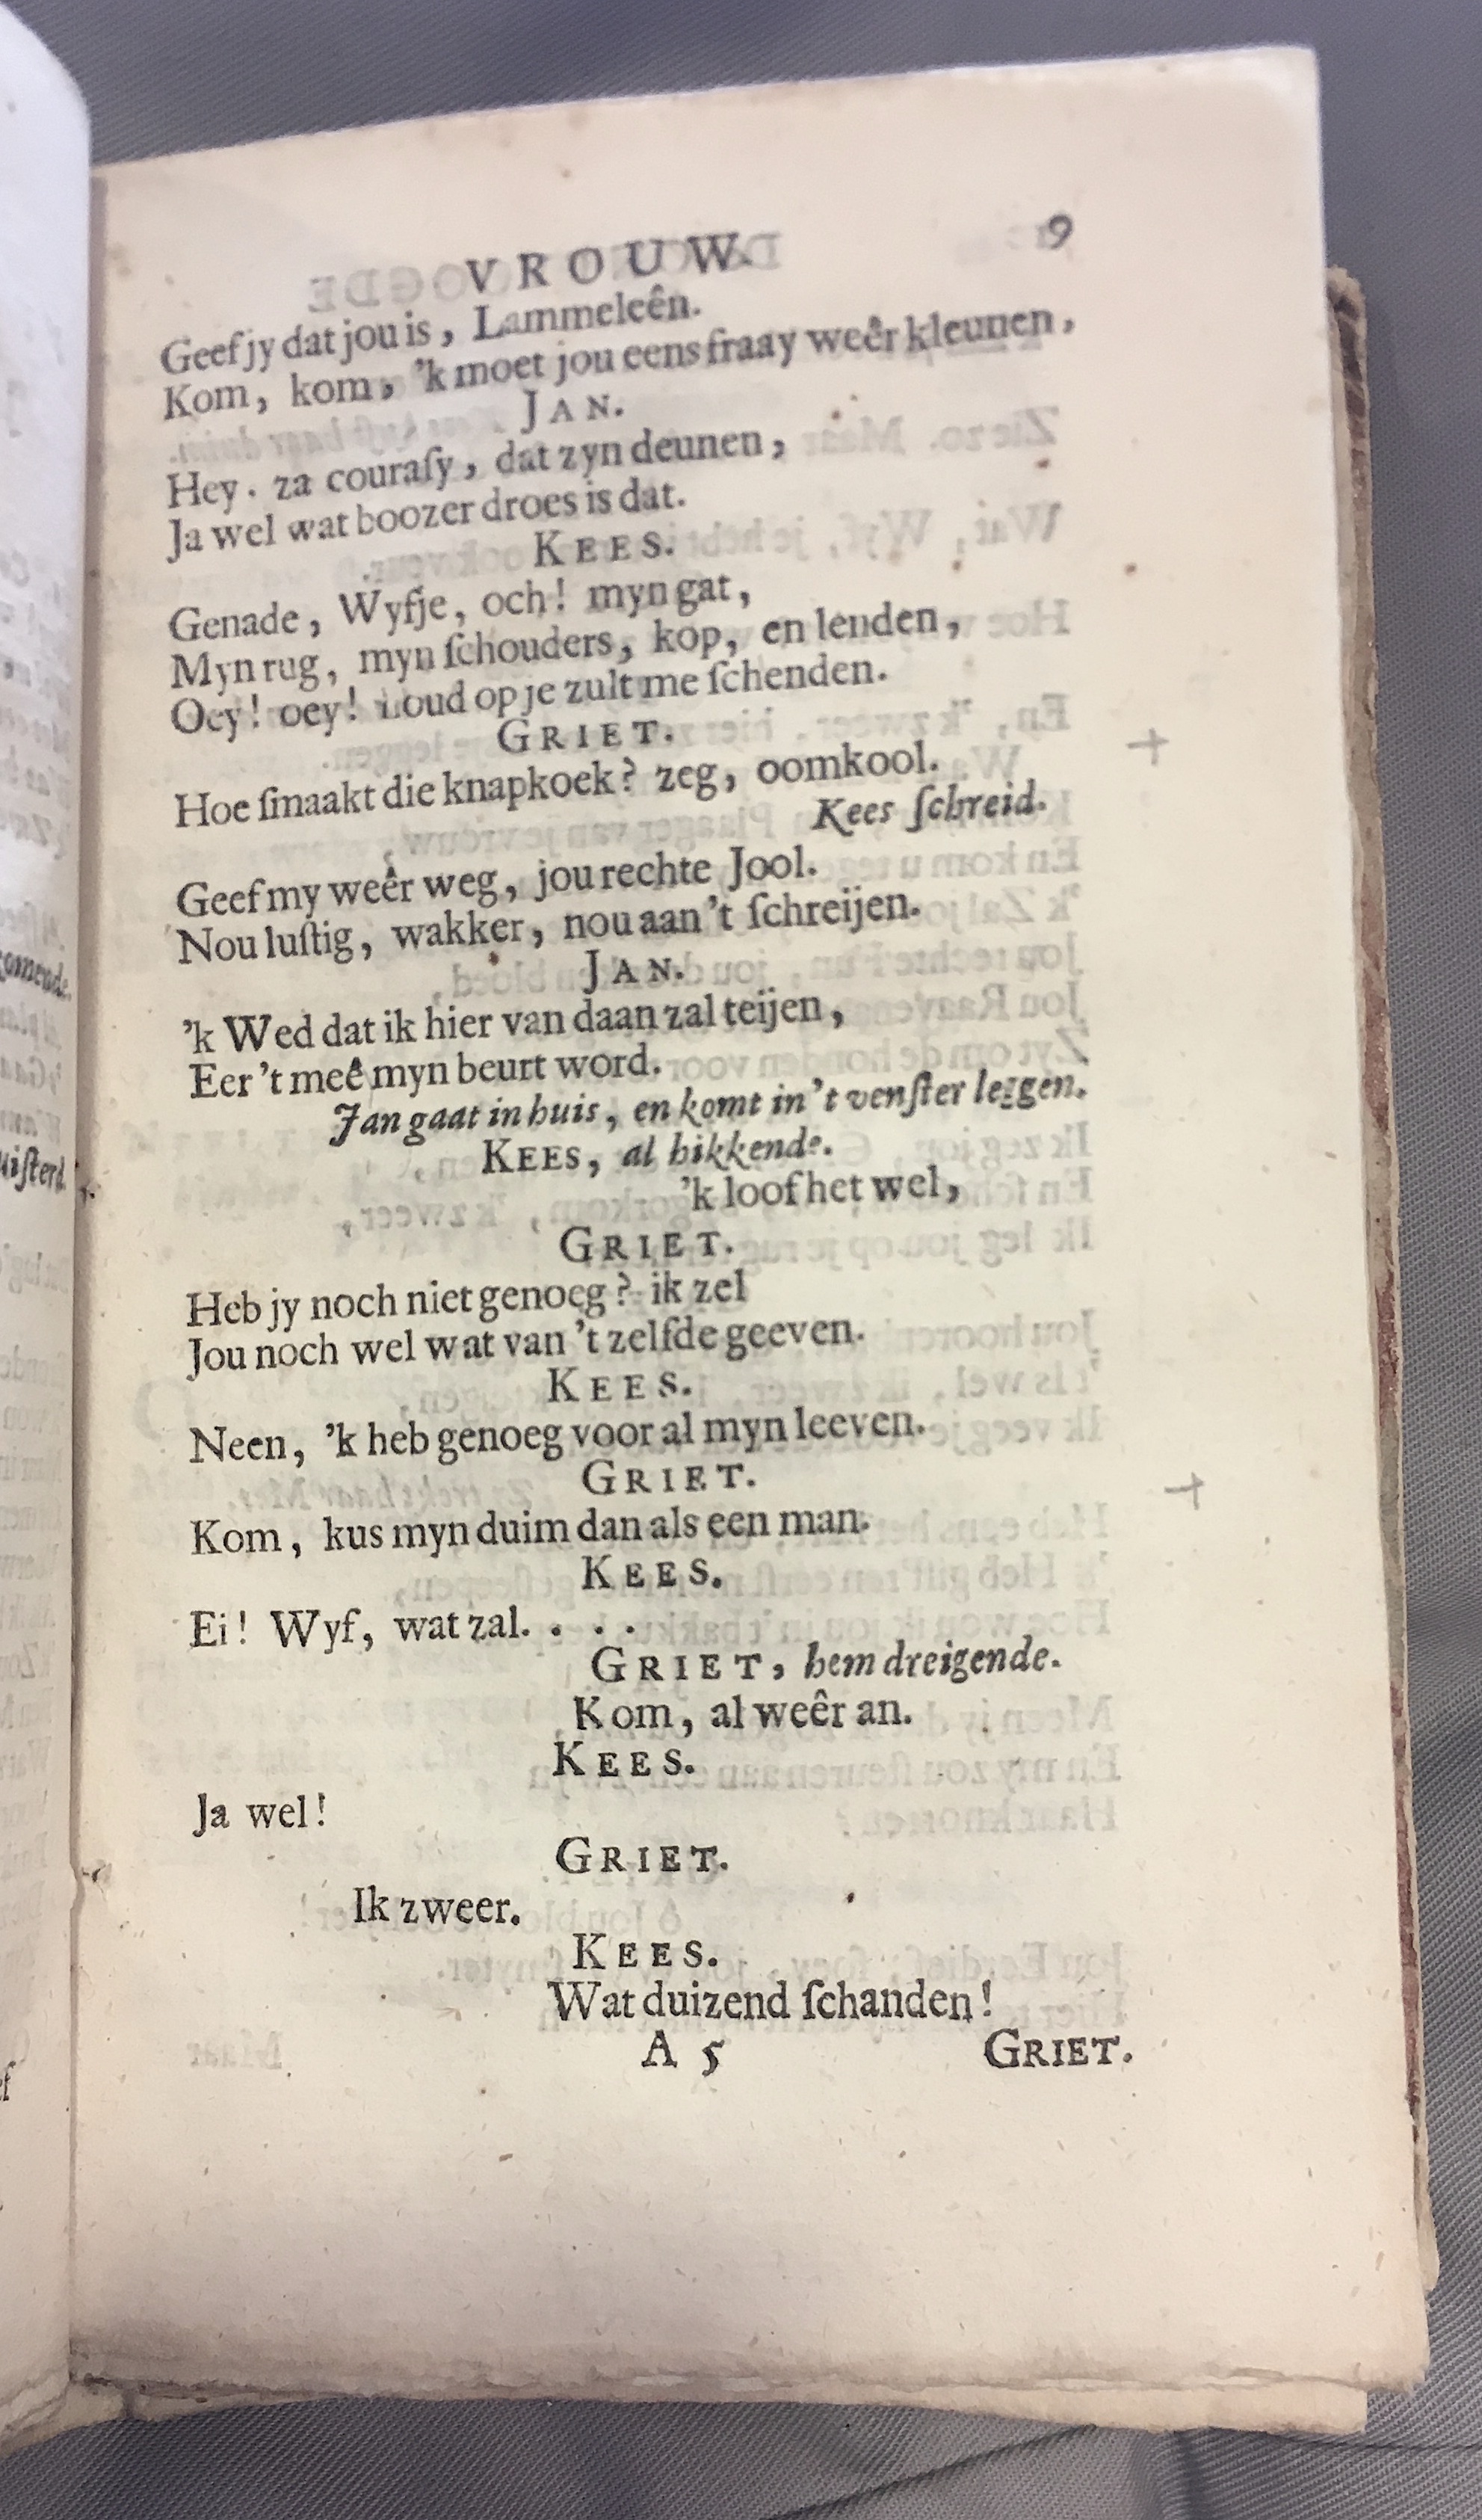 VROUW. 9
Geef jy dat jou is, Lammeleên.
Kom, kom, 'k moet jou eens fraay weêr kleunen,
JAN.
Hey. za couraſy, dat zyn deunen,
Ja wel wat boozer droes is dat.
KEES.
Genade, Wyfje, och! myn gat,
Myn rug, myn ſchouders, kop, en lenden,
Oey! oey! houd op je zult me ſchenden.
GRIET.
Hoe ſmaakt die knapkoek? zeg, oomkool.
Kees ſchreid.
Geef my weêr weg, jou rechte Jool.
Nou luſtig, wakker, nou aan 't ſchreijen.
JAN.
'k Wed dat ik hier van daan zal teijen,
Eer 't meê myn beurt word.
Jan gaat in huis, en komt in 't venſter leggen.
KEES, al hikkende.
'k loof het wel,
GRIET.
Heb jy noch niet genoeg? ik zel
Jou noch wel wat van 't zelfde geeven.
KEES.
Neen, 'k heb genoeg voor al myn leeven.
GRIET.
Kom, kus myn duim dan als een man.
KEES.
Ei! Wyf, wat zal. . . .
GRIET, hem dreigende.
Kom, al weêr an.
KEES.
Ja wel!
GRIET.
Ik zweer.
KEES.
Wat duizend ſchanden!
A 5 GRIET.